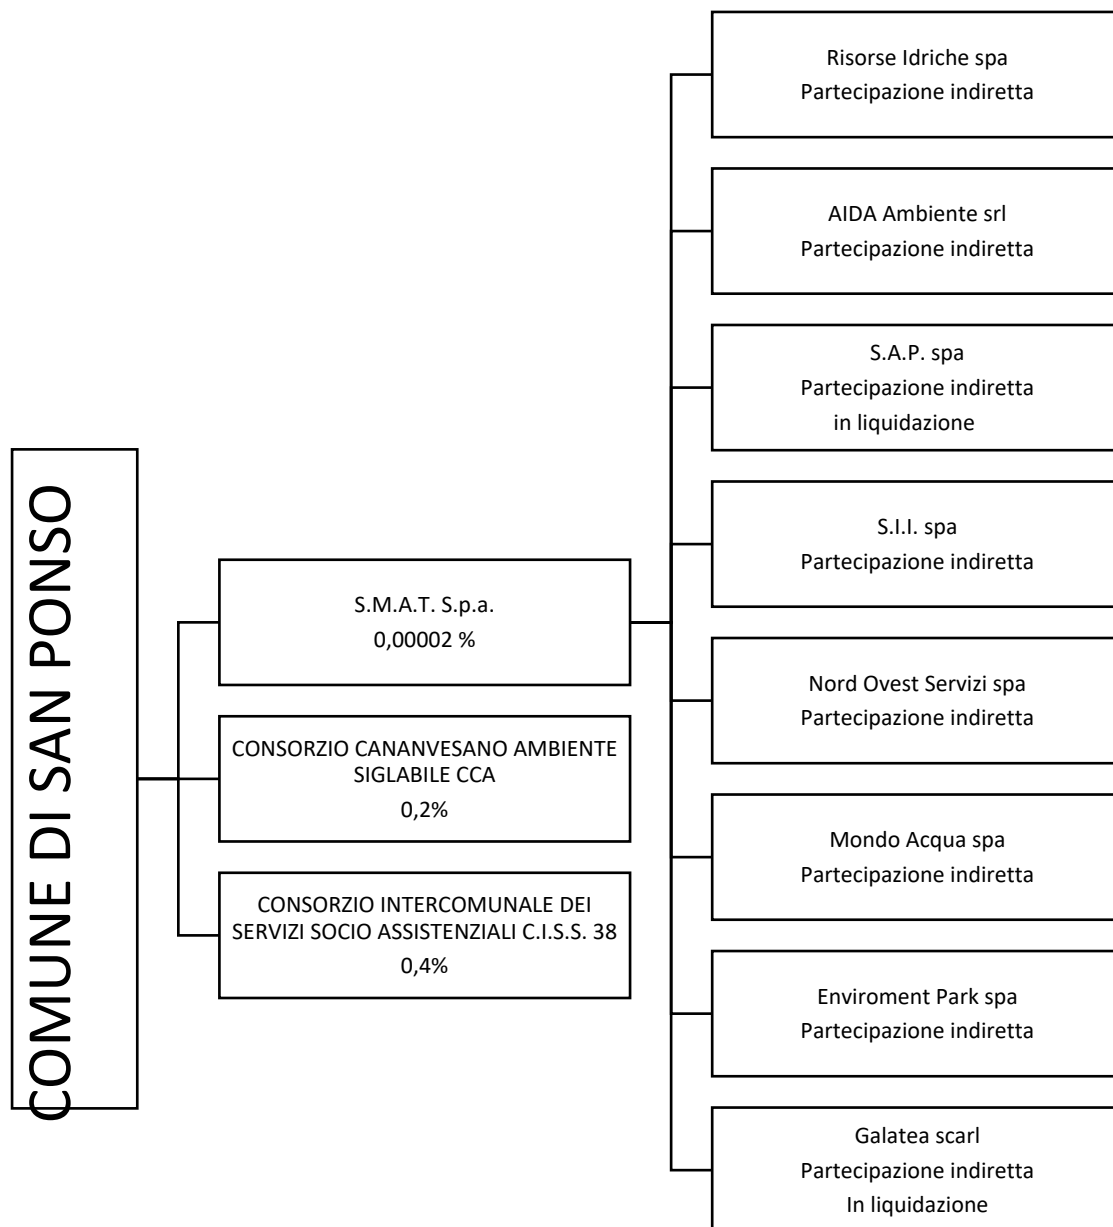 COMUNE DI SAN PONSO
S.M.A.T. S.p.a.
0,00002 %
CONSORZIO CANANVESANO AMBIENTE
SIGLABILE CCA
0,2%
CONSORZIO INTERCOMUNALE DEI
SERVIZI SOCIO ASSISTENZIALI C.I.S.S. 38
0,4%
Risorse Idriche spa
Partecipazione indiretta
AIDA Ambiente srl
Partecipazione indiretta
S.A.P. spa
Partecipazione indiretta
in liquidazione
S.I.I. spa
Partecipazione indiretta
Nord Ovest Servizi spa
Partecipazione indiretta
Mondo Acqua spa
Partecipazione indiretta
Enviroment Park spa
Partecipazione indiretta
Galatea scarl
Partecipazione indiretta
In liquidazione